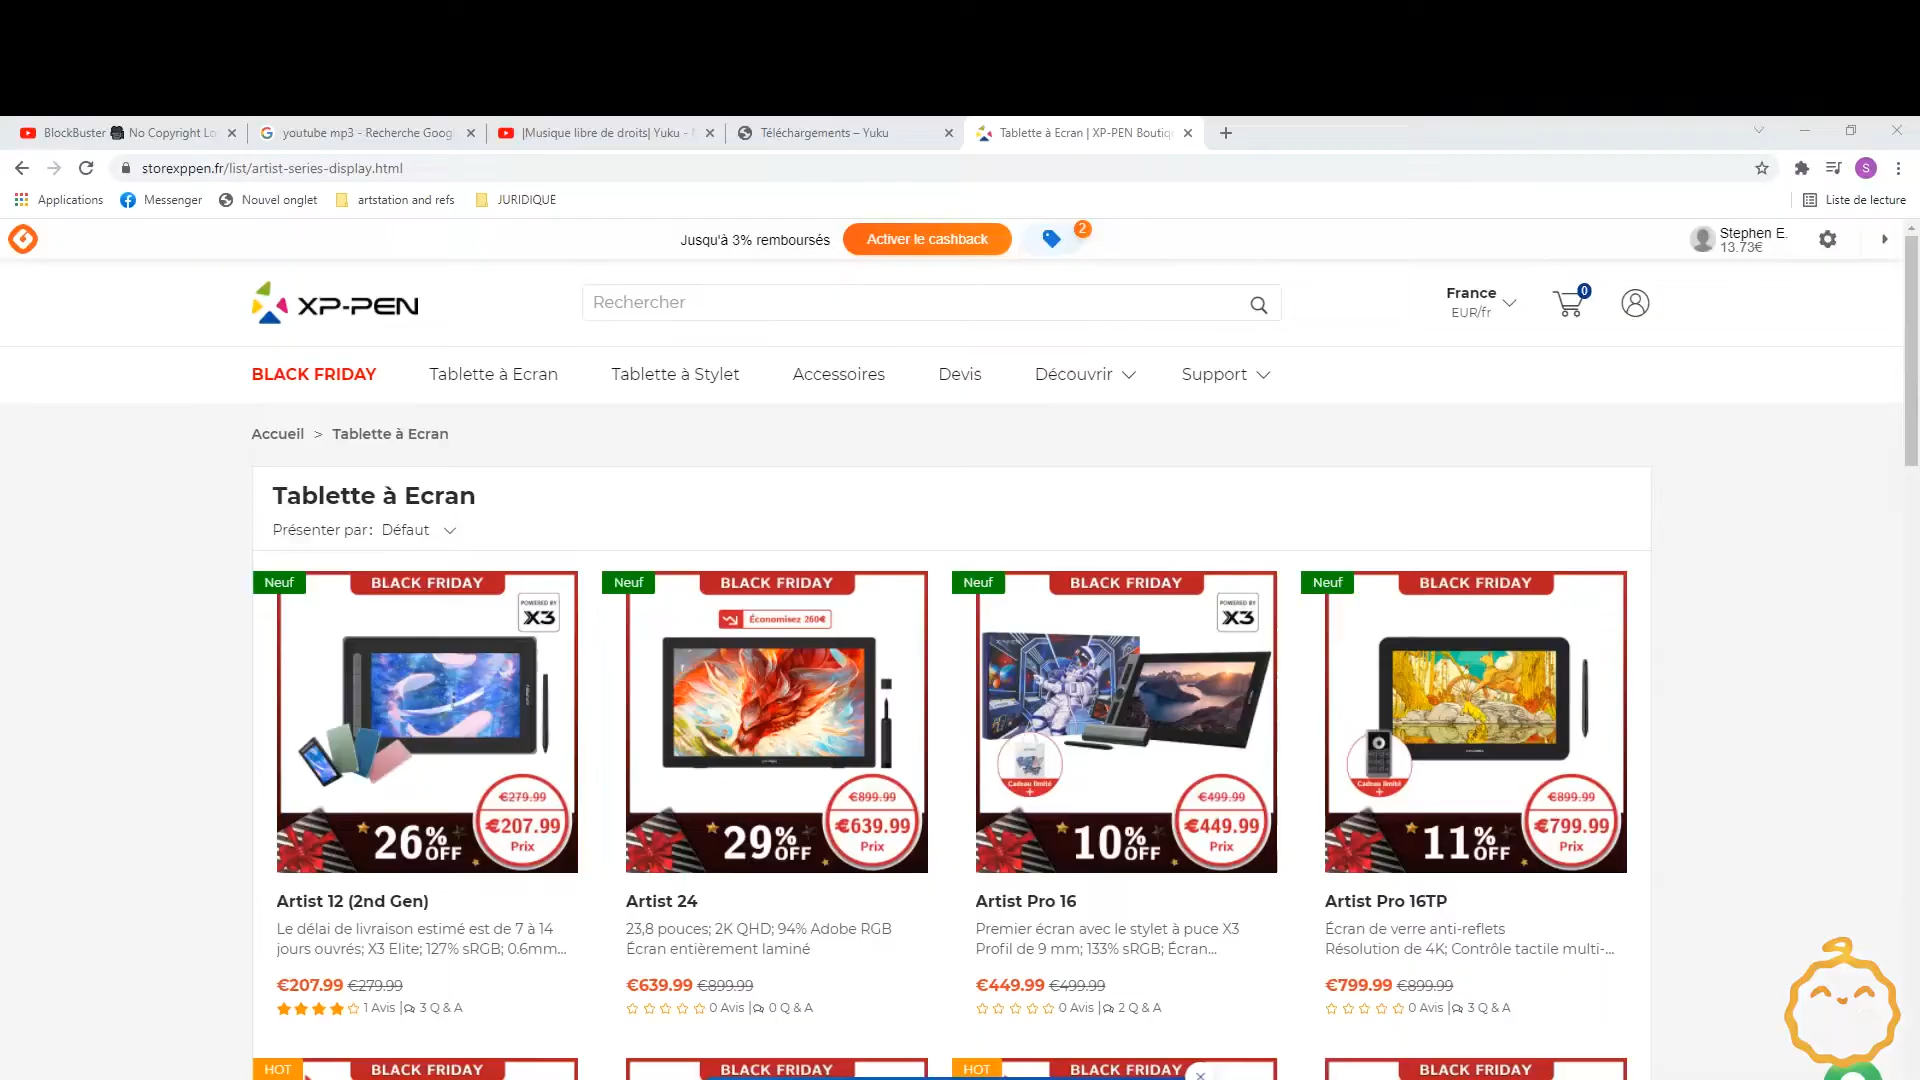 BlockBuster No Copyright Lo
youtube mp3 - Recherche Goog
|Musique libre de droits| Yuku -
Téléchargements – Yuku
Tablette à Ecran | XP-PEN Boutiq
storexppen.fr/list/artist-series-display.html
S
Applications
Messenger
Nouvel onglet
artstation and refs
JURIDIQUE
Liste de lecture
Jusqu'à 3% remboursés
Activer le cashback
2
Stephen E.
13.73€
XP-PEN
Rechercher
France
EUR/fr
0
BLACK FRIDAY
Tablette à Ecran
Tablette à Stylet
Accessoires
Devis
Découvrir
Support
Accueil > Tablette à Ecran
Tablette à Ecran
Présenter par: Défaut
Neuf
BLACK FRIDAY
POWERED BY
X3
€279.99
€207.99
Prix
26% OFF
Artist 12 (2nd Gen)
Le délai de livraison estimé est de 7 à 14
jours ouvrés; X3 Elite; 127% sRGB; 0.6mm...
€207.99 €279.99
1 Avis | 3 Q & A
Neuf
BLACK FRIDAY
Économisez 260€
€899.99
€639.99
Prix
29% OFF
Artist 24
23,8 pouces; 2K QHD; 94% Adobe RGB
Écran entièrement laminé
€639.99 €899.99
0 Avis | 0 Q & A
Neuf
BLACK FRIDAY
POWERED BY
X3
Cadeau limité
€499.99
€449.99
Prix
10% OFF
Artist Pro 16
Premier écran avec le stylet à puce X3
Profil de 9 mm; 133% sRGB; Écran...
€449.99 €499.99
0 Avis | 2 Q & A
Neuf
BLACK FRIDAY
Cadeau limité
€899.99
€799.99
Prix
11% OFF
Artist Pro 16TP
Écran de verre anti-reflets
Résolution de 4K; Contrôle tactile multi-...
€799.99 €899.99
0 Avis | 3 Q & A
HOT
BLACK FRIDAY
BLACK FRIDAY
HOT
BLACK FRIDAY
BLACK FRIDAY